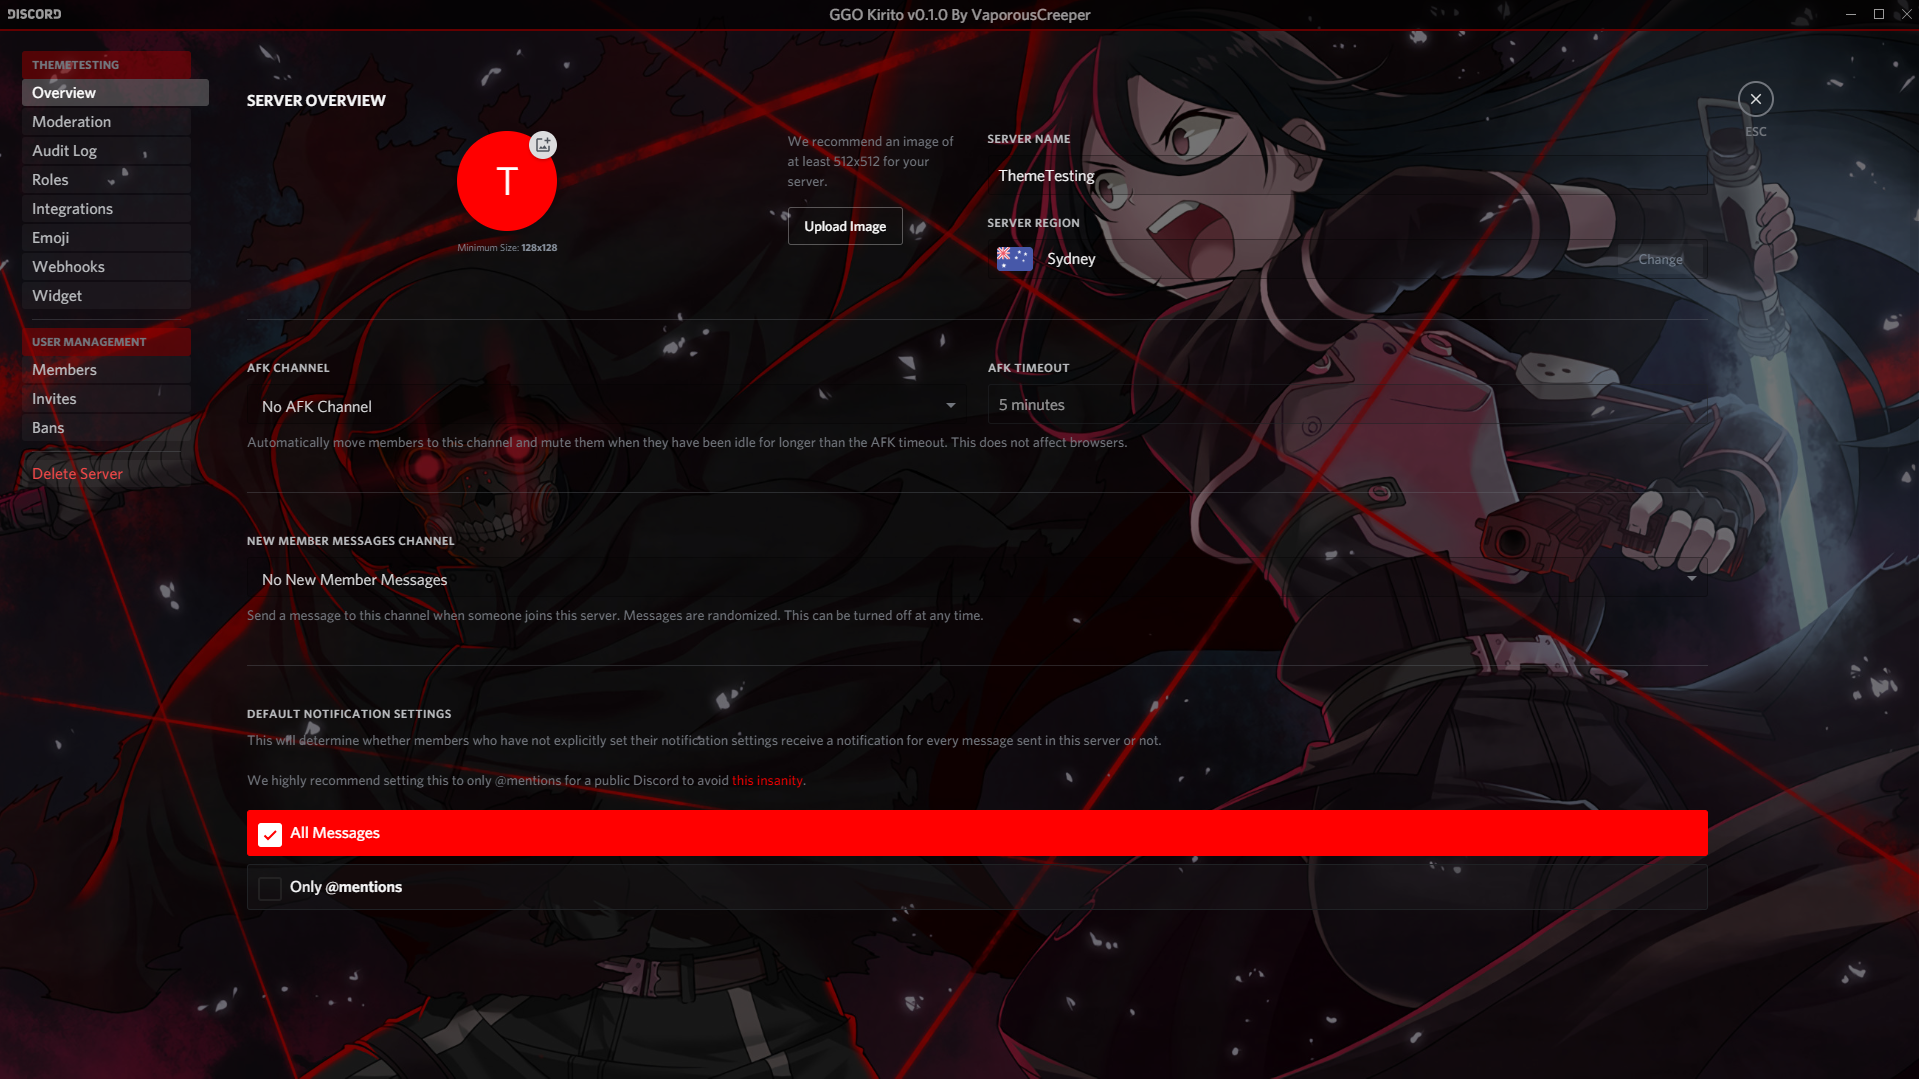 DISCORD
GGO Kirito v0.1.0 By VaporousCreeper
THEMETESTING
Overview
Moderation
Audit Log
Roles
Integrations
Emoji
Webhooks
Widget
USER MANAGEMENT
Members
Invites
Bans
Delete Server
SERVER OVERVIEW
T
Minimum Size: 128x128
We recommend an image of
at least 512x512 for your
server.
Upload Image
SERVER NAME
ThemeTesting
SERVER REGION
Sydney
Change
ESC
AFK CHANNEL
No AFK Channel
AFK TIMEOUT
5 minutes
Automatically move members to this channel and mute them when they have been idle for longer than the AFK timeout. This does not affect browsers.
NEW MEMBER MESSAGES CHANNEL
No New Member Messages
Send a message to this channel when someone joins this server. Messages are randomized. This can be turned off at any time.
DEFAULT NOTIFICATION SETTINGS
This will determine whether members who have not explicitly set their notification settings receive a notification for every message sent in this server or not.
We highly recommend setting this to only @mentions for a public Discord to avoid this insanity.
All Messages
Only @mentions